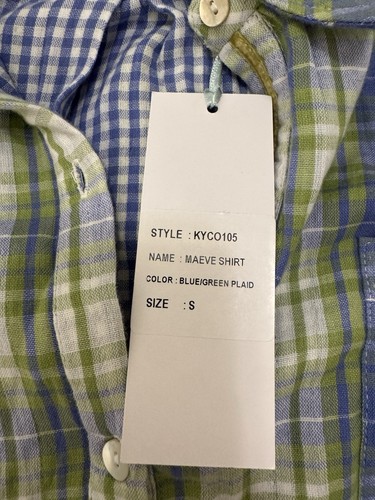 STYLE : KYCO105
NAME : MAEVE SHIRT
COLOR : BLUE/GREEN PLAID
SIZE : S